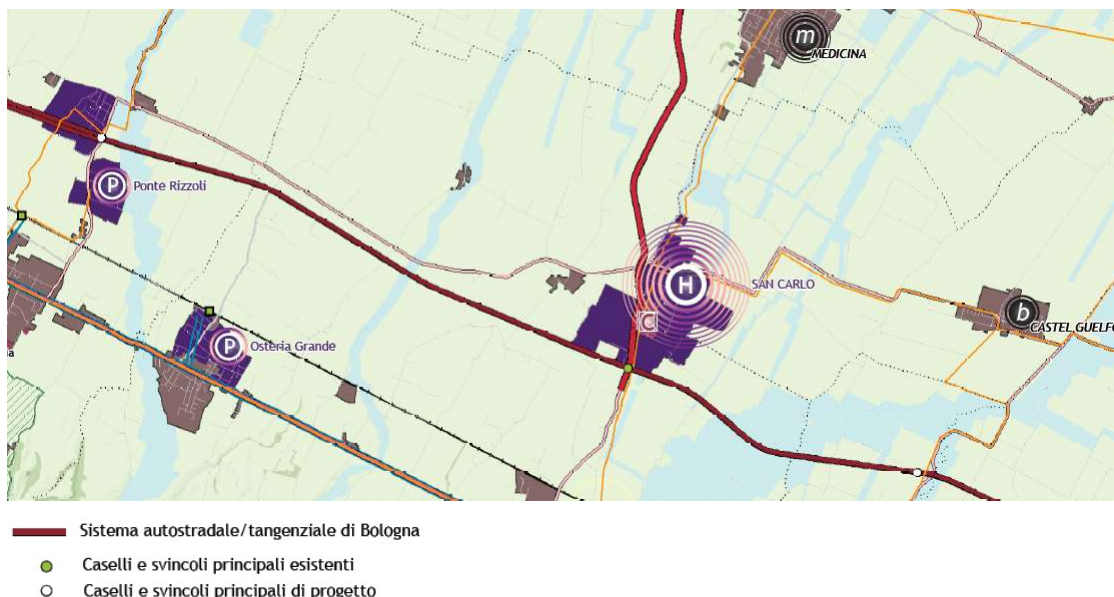 m
MEDICINA
P
Ponte Rizzoli
H
SAN CARLO
C
b
CASTEL GUELFO
P
Osteria Grande
a
Sistema autostradale/tangenziale di Bologna
Caselli e svincoli principali esistenti
Caselli e svincoli principali di progetto